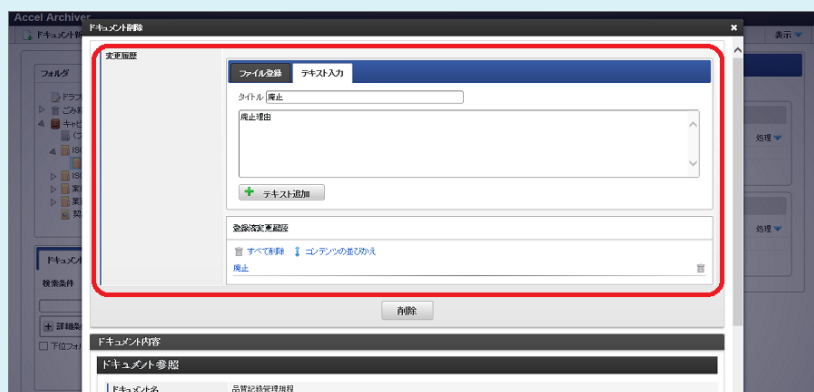 Accel Archiver
ドキュメント削除
表示
変更履歴
フォルダ
ファイル登録 テキスト入力
タイトル 廃止
廃止理由
処理
テキスト追加
登録済変更履歴
すべて削除 コンテンツの並びかえ
廃止
検索条件
処理
削除
ドキュメント内容
ドキュメント参照
ドキュメント名 品質記録管理規程